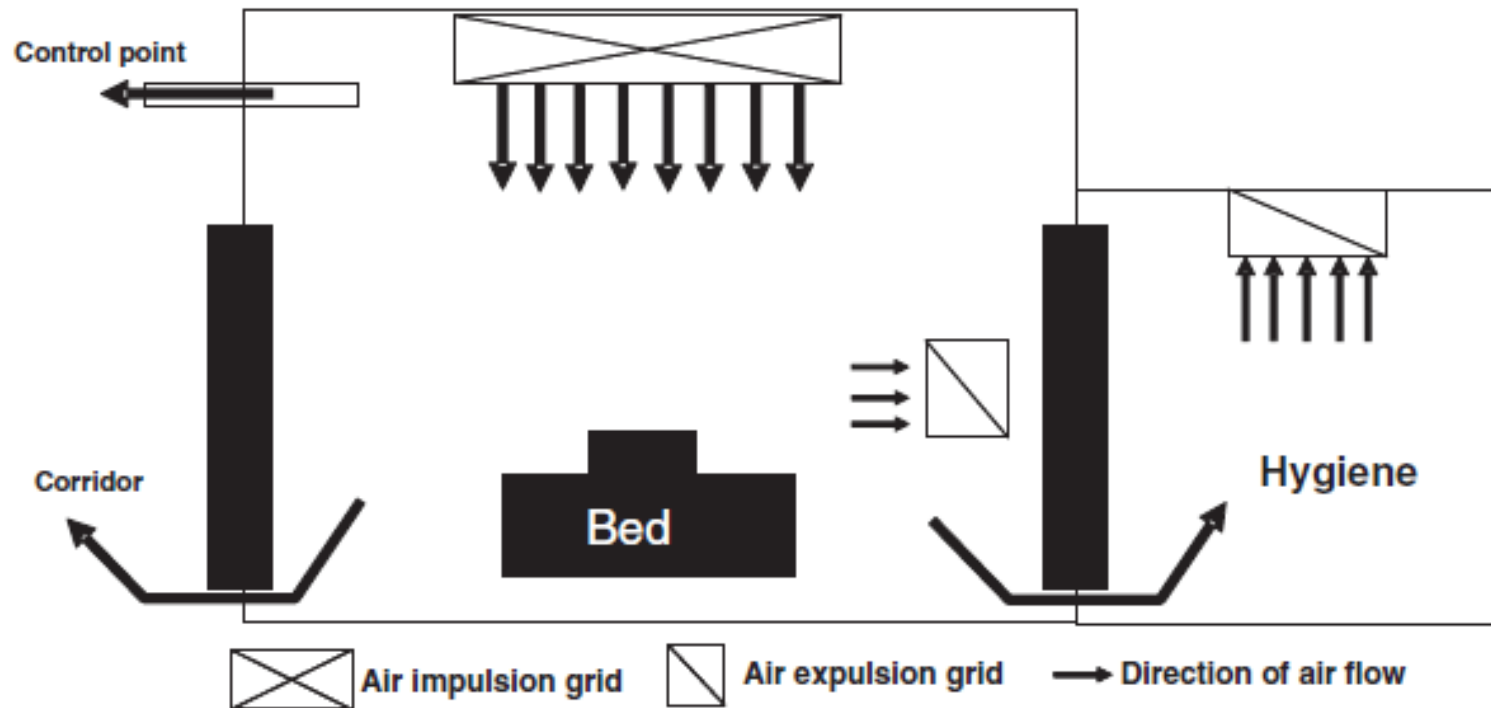 Control point
Corridor
Bed
Hygiene
Air impulsion grid
Air expulsion grid
Direction of air flow